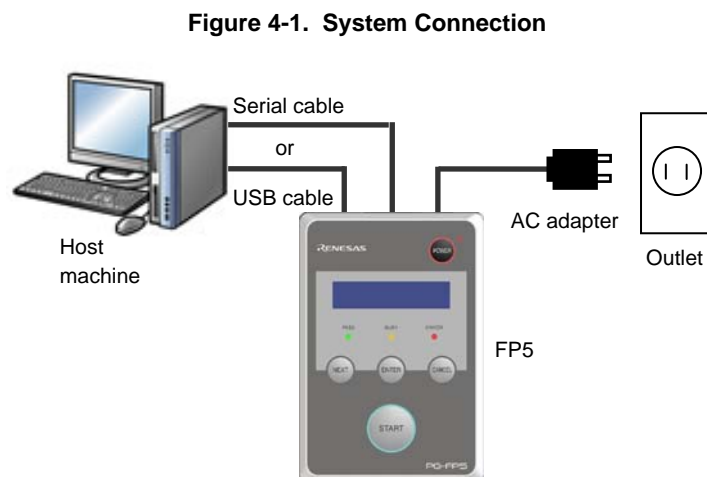 Figure 4-1. System Connection
Serial cable
or
USB cable
Host
machine
AC adapter
Outlet
RENESAS
POWER
PASS BUSY ERROR
NEXT ENTER CANCEL
FP5
START
PG-FP5